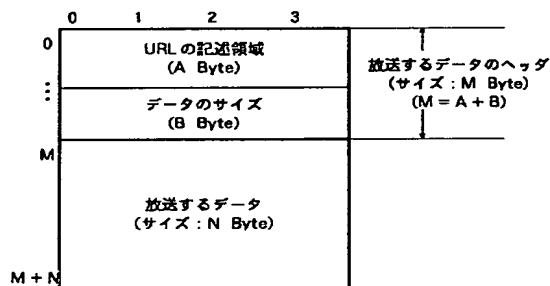 0 1 2 3
0
URLの記述領域
(A Byte)
データのサイズ
(B Byte)
M
放送するデータ
(サイズ:N Byte)
M+N
放送するデータのヘッダ
(サイズ:M Byte)
(M=A+B)